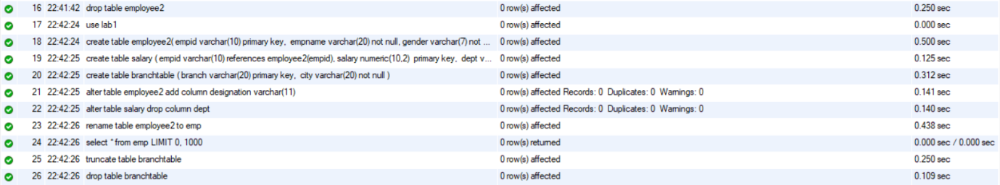 16 22:41:42 drop table employee2 0 row(s) affected 0.250 sec
17 22:42:24 use lab1 0 row(s) affected 0.000 sec
18 22:42:24 create table employee2( empid varchar(10) primary key, empname varchar(20) not null, gender varchar(7) not ... 0 row(s) affected 0.500 sec
19 22:42:25 create table salary ( empid varchar(10) references employee2(empid), salary numeric(10,2) primary key, dept v... 0 row(s) affected 0.125 sec
20 22:42:25 create table branchtable ( branch varchar(20) primary key, city varchar(20) not null ) 0 row(s) affected 0.312 sec
21 22:42:25 alter table employee2 add column designation varchar(11) 0 row(s) affected Records: 0 Duplicates: 0 Warnings: 0 0.141 sec
22 22:42:25 alter table salary drop column dept 0 row(s) affected Records: 0 Duplicates: 0 Warnings: 0 0.140 sec
23 22:42:26 rename table employee2 to emp 0 row(s) affected 0.438 sec
24 22:42:26 select * from emp LIMIT 0, 1000 0 row(s) returned 0.000 sec / 0.000 sec
25 22:42:26 truncate table branchtable 0 row(s) affected 0.250 sec
26 22:42:26 drop table branchtable 0 row(s) affected 0.109 sec